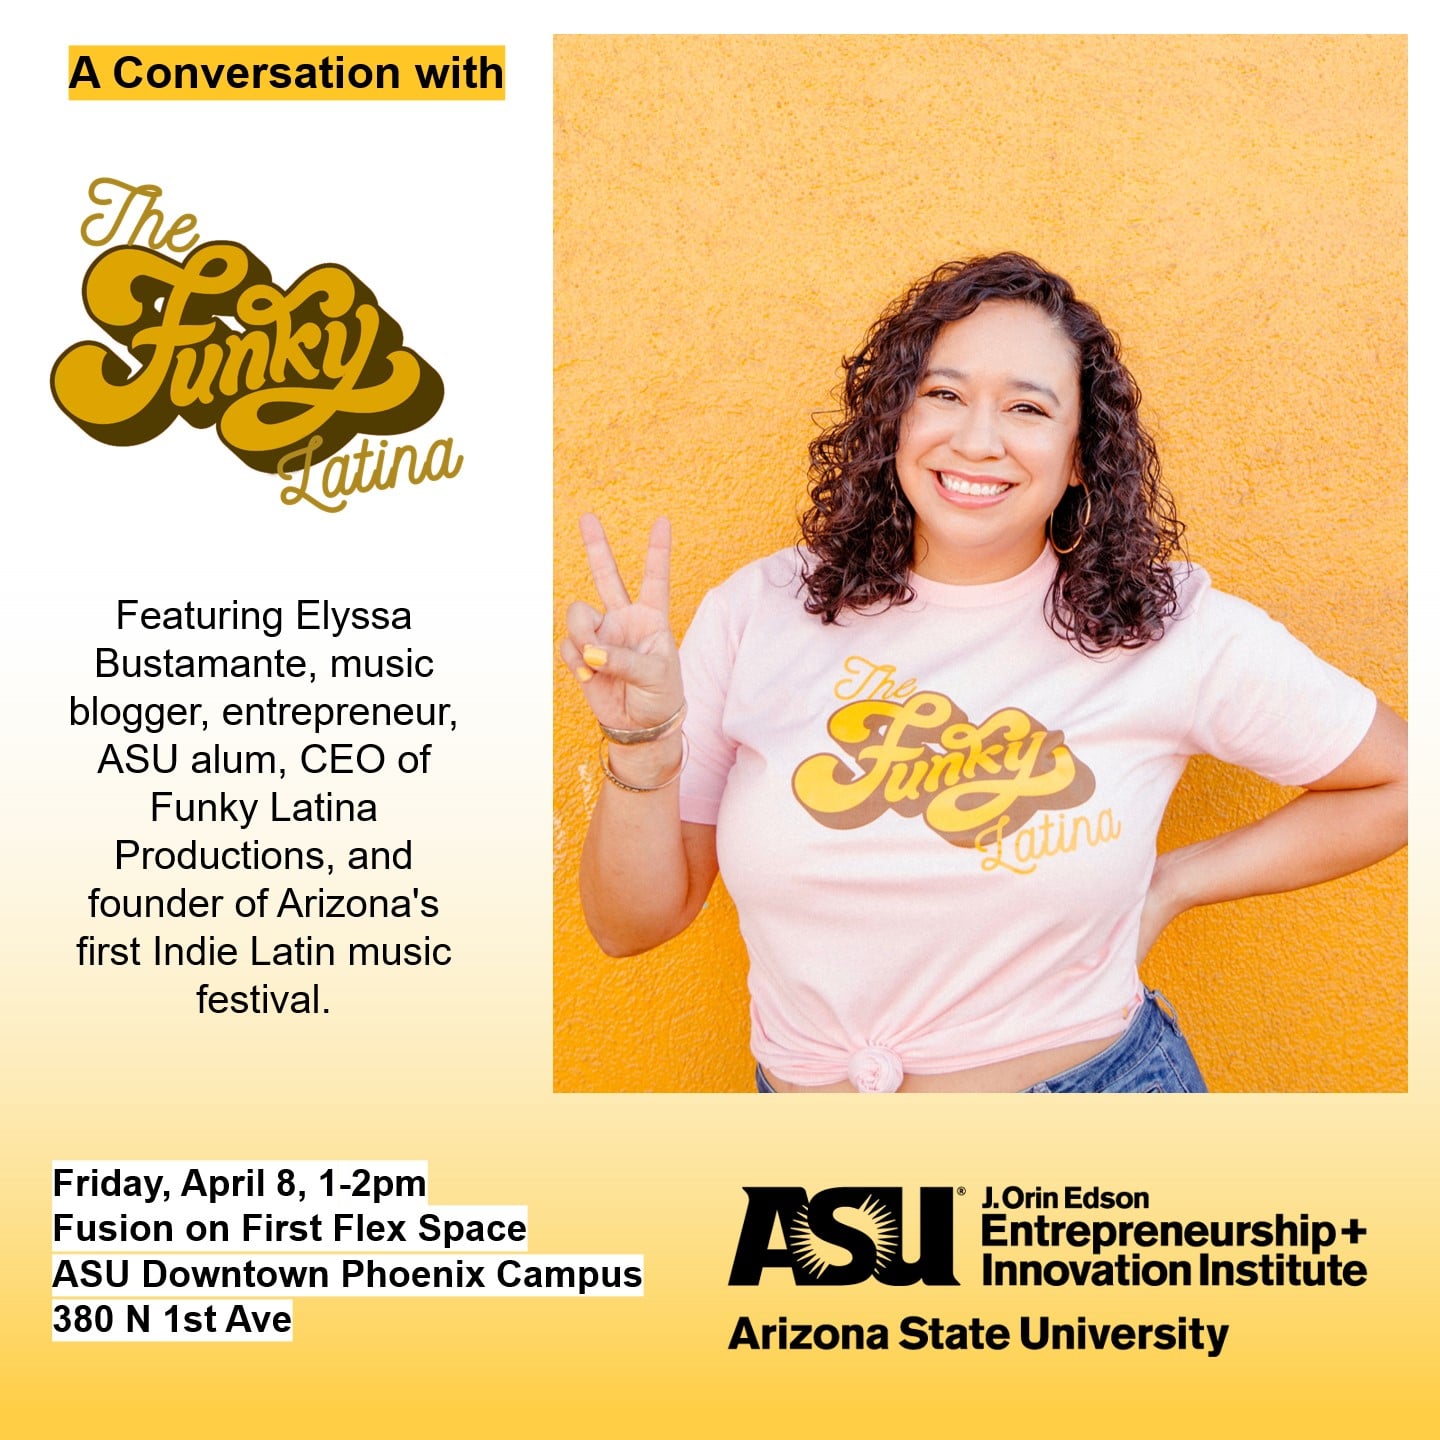 A Conversation with
The
Funky
Latina
Featuring Elyssa
Bustamante, music
blogger, entrepreneur,
ASU alum, CEO of
Funky Latina
Productions, and
founder of Arizona's
first Indie Latin music
festival.
The
Funky
Latina
Friday, April 8, 1-2pm
Fusion on First Flex Space
ASU Downtown Phoenix Campus
380 N 1st Ave
ASU®
J. Orin Edson
Entrepreneurship+
Innovation Institute
Arizona State University